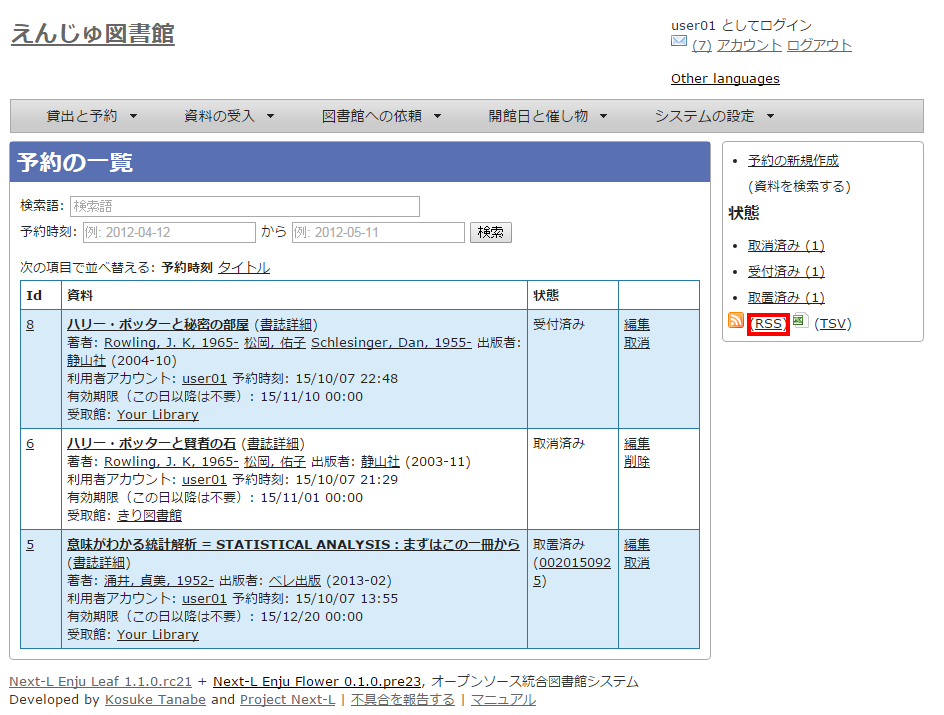 えんじゅ図書館
user01 としてログイン
(7) アカウント ログアウト
Other languages
貸出と予約 ▼ 資料の受入 ▼ 図書館への依頼 ▼ 開館日と催し物 ▼ システムの設定 ▼
予約の一覧
検索語: 検索語
予約時刻: 例: 2012-04-12 から 例: 2012-05-11 検索
次の項目で並べ替える: 予約時刻 タイトル
Id 資料 状態
8 ハリー・ポッターと秘密の部屋 (書誌詳細) 受付済み 編集
著者: Rowling, J. K, 1965- 松岡, 佑子 Schlesinger, Dan, 1955- 出版者: 取消
静山社 (2004-10)
利用者アカウント: user01 予約時刻: 15/10/07 22:48
有効期限（この日以降は不要）: 15/11/10 00:00
受取館: Your Library
6 ハリー・ポッターと賢者の石 (書誌詳細) 取消済み 編集
著者: Rowling, J. K, 1965- 松岡, 佑子 出版者: 静山社 (2003-11) 削除
利用者アカウント: user01 予約時刻: 15/10/07 21:29
有効期限（この日以降は不要）: 15/11/01 00:00
受取館: きり図書館
5 意味がわかる統計解析 = STATISTICAL ANALYSIS : まずはこの一冊から 取置済み 編集
(書誌詳細) (002015092 取消
著者: 涌井, 貞美, 1952- 出版者: ベレ出版 (2013-02) 5)
利用者アカウント: user01 予約時刻: 15/10/07 13:55
有効期限（この日以降は不要）: 15/12/20 00:00
受取館: Your Library
• 予約の新規作成
(資料を検索する)
状態
• 取消済み (1)
• 受付済み (1)
• 取置済み (1)
(RSS) (TSV)
Next-L Enju Leaf 1.1.0.rc21 + Next-L Enju Flower 0.1.0.pre23, オープンソース統合図書館システム
Developed by Kosuke Tanabe and Project Next-L | 不具合を報告する | マニュアル